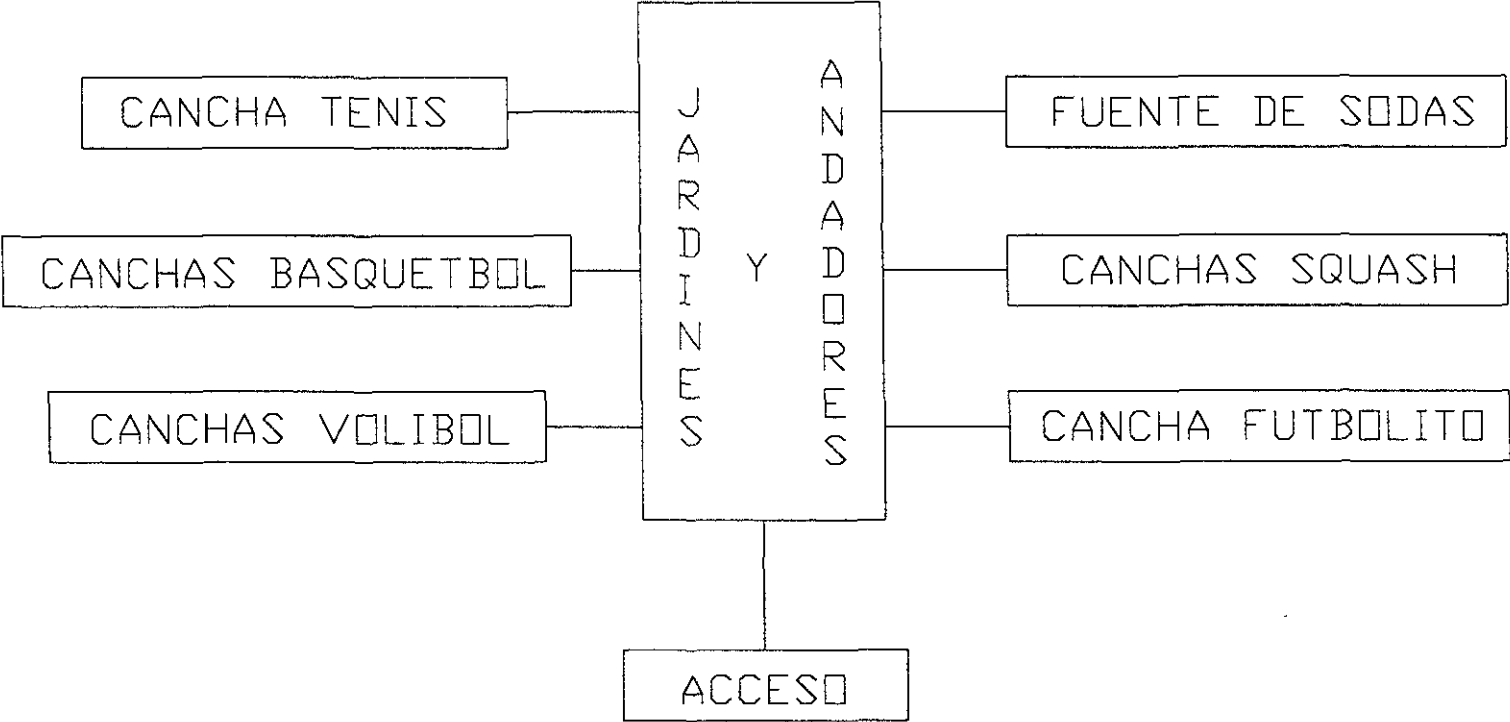 CANCHA TENIS
CANCHAS BASQUETBOL
CANCHAS VOLIBOL
JARDINES
Y
ANDADORES
FUENTE DE SODAS
CANCHAS SQUASH
CANCHA FUTBOLITO
ACCESO